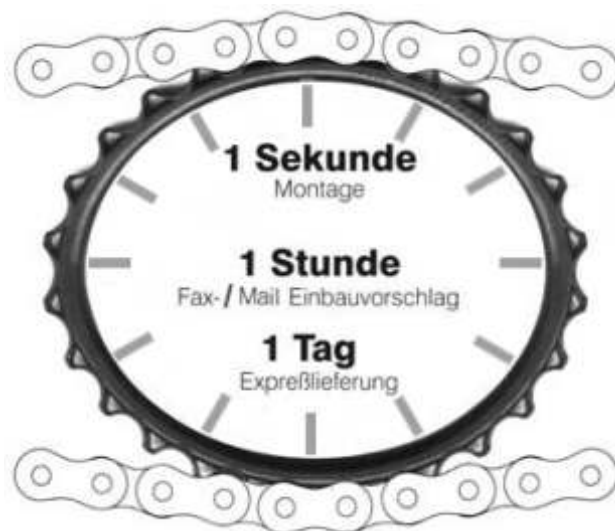 1 Sekunde
Montage
1 Stunde
Fax-/Mail Einbauvorschlag
1 Tag
Expreßlieferung